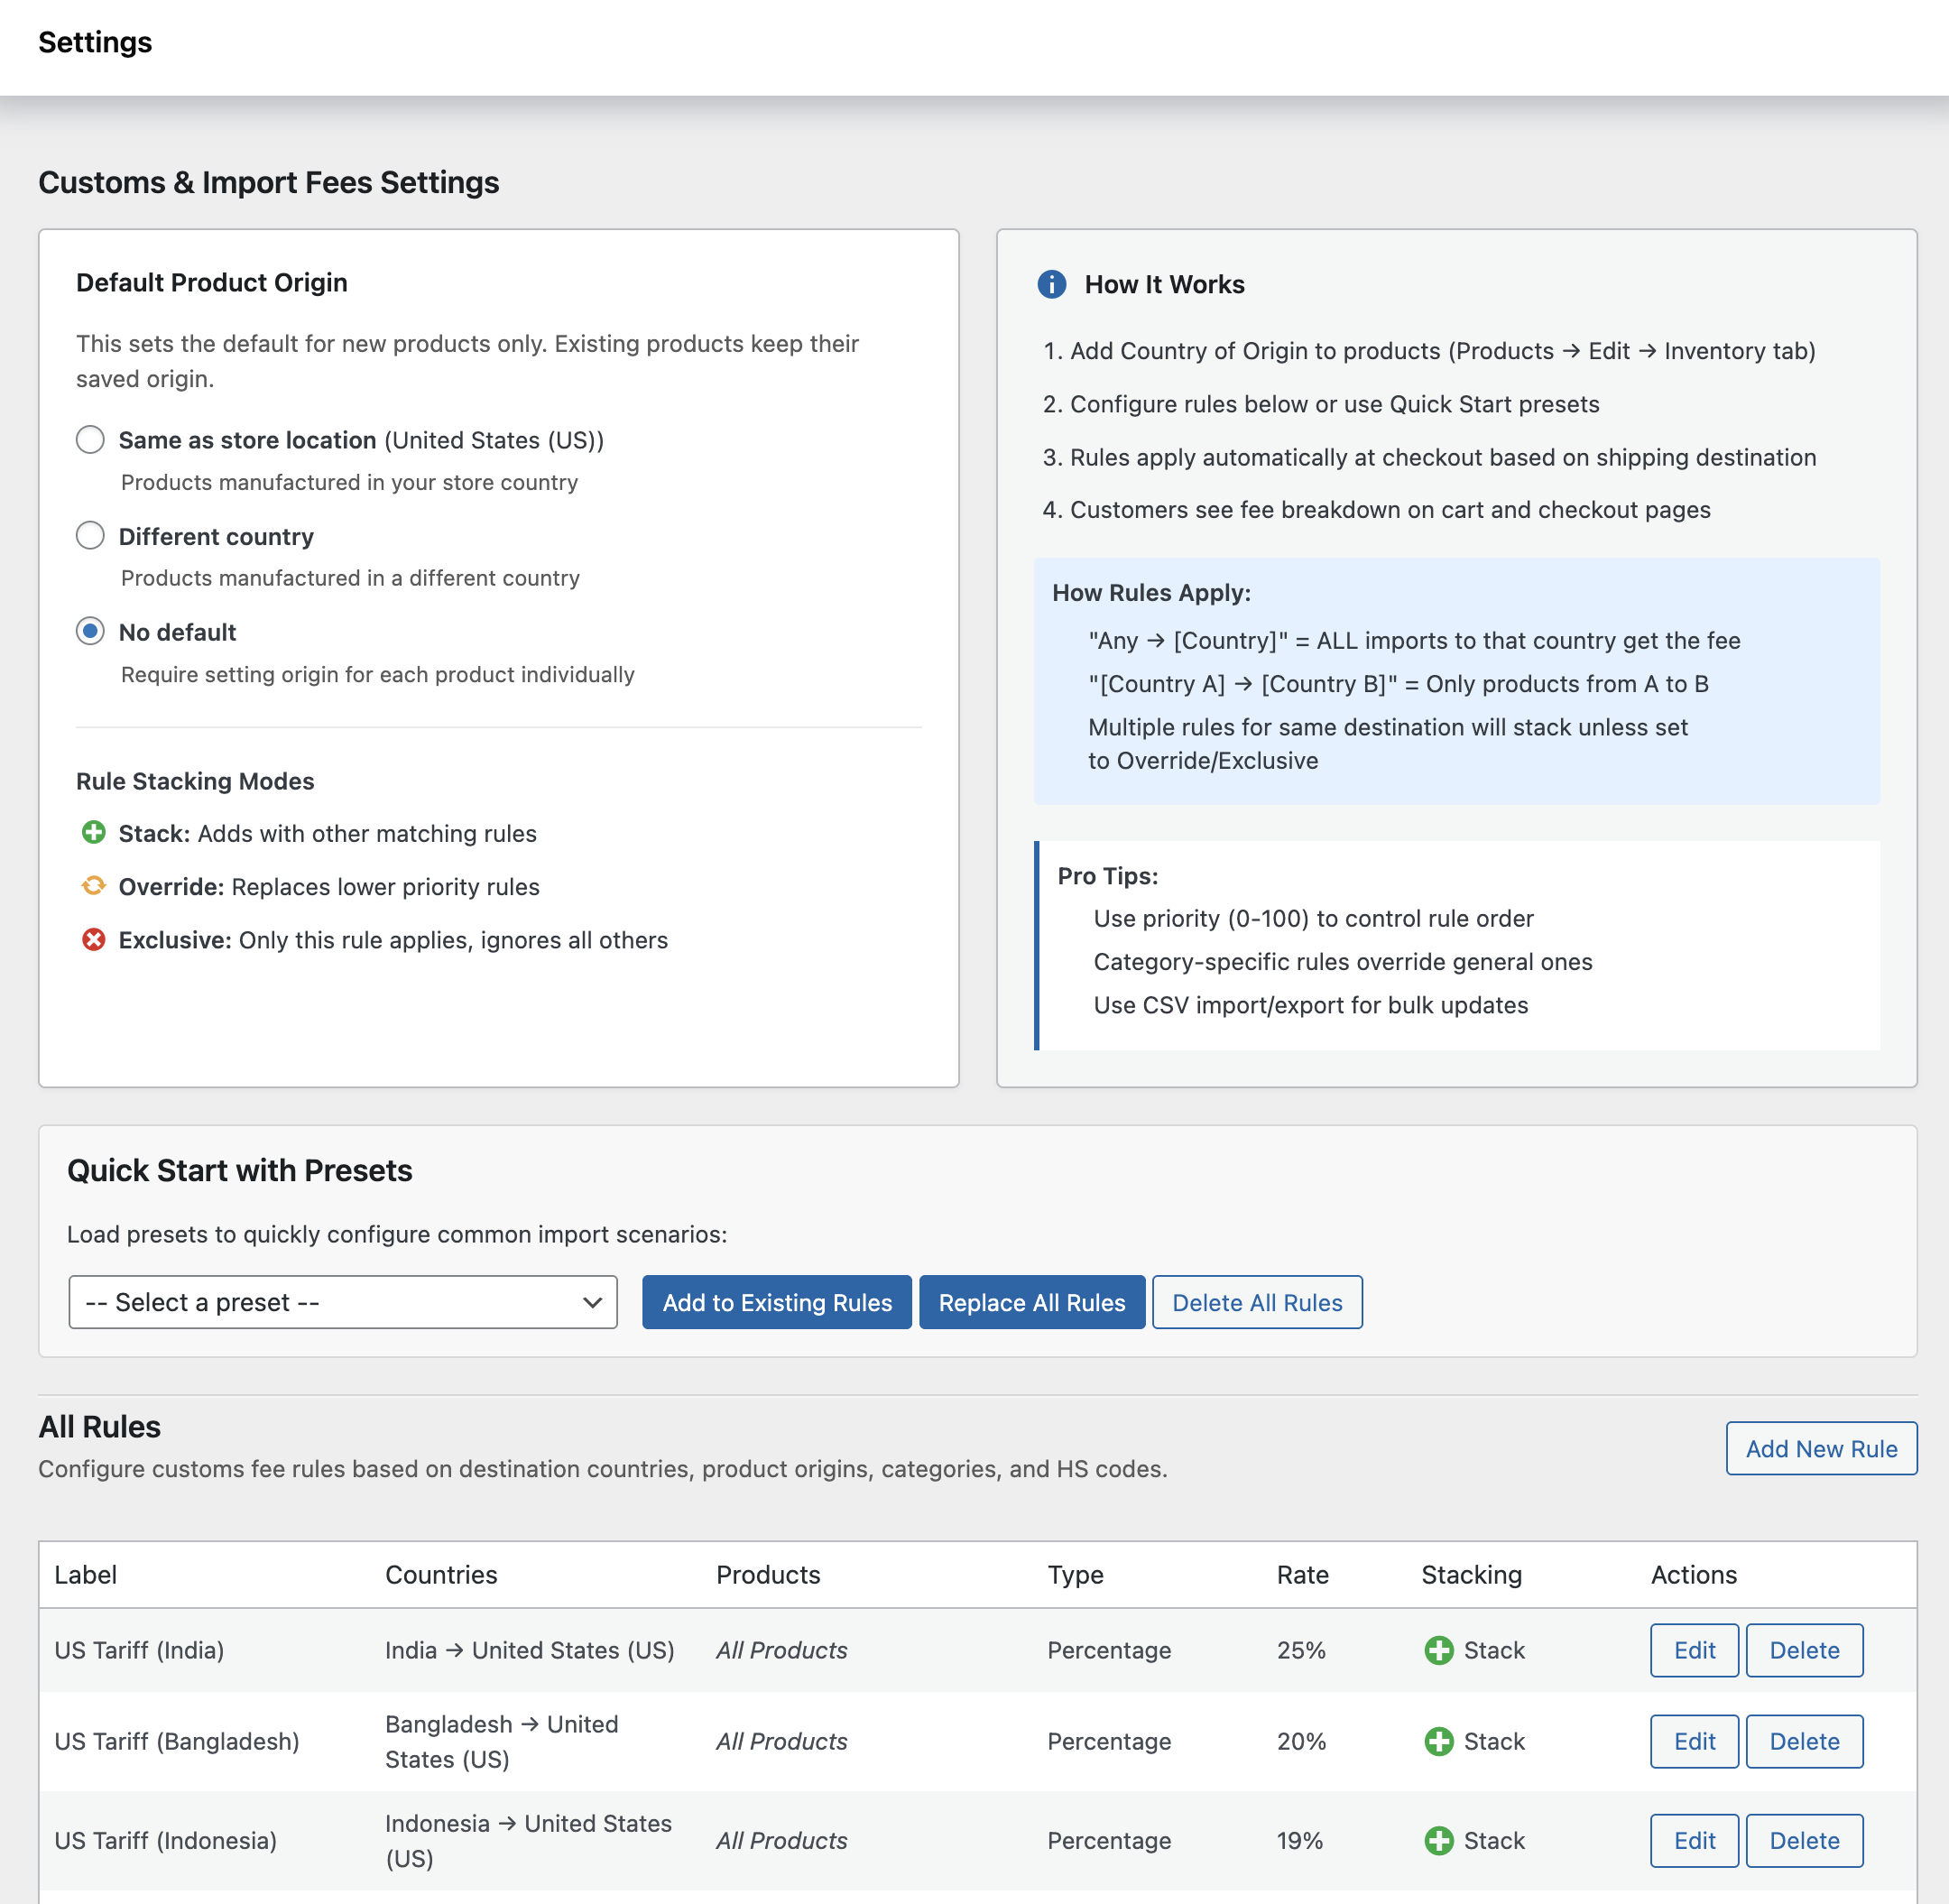 Settings
Customs & Import Fees Settings
Default Product Origin
This sets the default for new products only. Existing products keep their
saved origin.
Same as store location (United States (US))
Products manufactured in your store country
Different country
Products manufactured in a different country
No default
Require setting origin for each product individually
Rule Stacking Modes
Stack: Adds with other matching rules
Override: Replaces lower priority rules
Exclusive: Only this rule applies, ignores all others
How It Works
1. Add Country of Origin to products (Products → Edit → Inventory tab)
2. Configure rules below or use Quick Start presets
3. Rules apply automatically at checkout based on shipping destination
4. Customers see fee breakdown on cart and checkout pages
How Rules Apply:
"Any → [Country]" = ALL imports to that country get the fee
"[Country A] → [Country B]" = Only products from A to B
Multiple rules for same destination will stack unless set
to Override/Exclusive
Pro Tips:
Use priority (0-100) to control rule order
Category-specific rules override general ones
Use CSV import/export for bulk updates
Quick Start with Presets
Load presets to quickly configure common import scenarios:
-- Select a preset -- Add to Existing Rules Replace All Rules Delete All Rules
All Rules
Configure customs fee rules based on destination countries, product origins, categories, and HS codes.
Add New Rule
Label Countries Products Type Rate Stacking Actions
US Tariff (India) India → United States (US) All Products Percentage 25% Stack Edit Delete
US Tariff (Bangladesh) Bangladesh → United
States (US) All Products Percentage 20% Stack Edit Delete
US Tariff (Indonesia) Indonesia → United States
(US) All Products Percentage 19% Stack Edit Delete